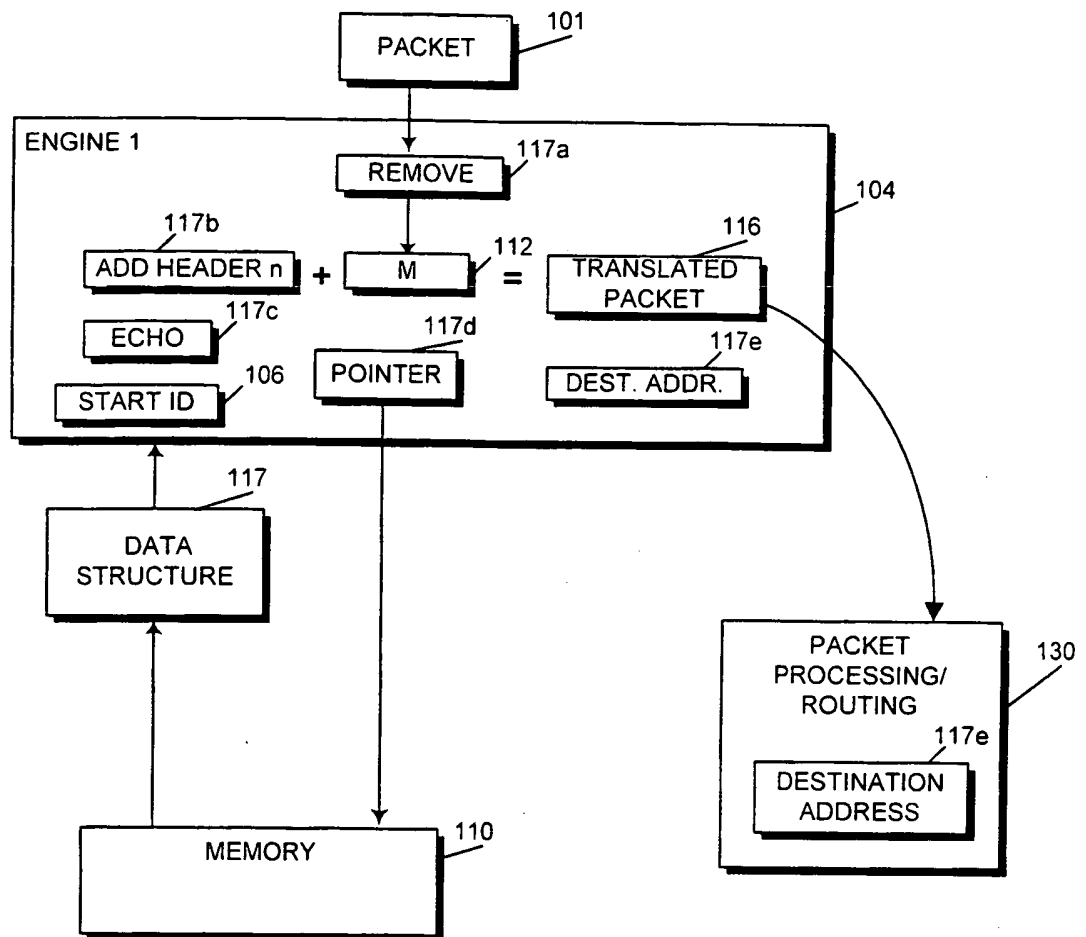 101
PACKET
ENGINE 1
117a
REMOVE
104
117b
112
116
ADD HEADER n + M = TRANSLATED
PACKET
117c
ECHO
117d
POINTER
117e
DEST. ADDR.
106
START ID
117
DATA
STRUCTURE
PACKET
PROCESSING/
ROUTING
130
117e
DESTINATION
ADDRESS
MEMORY
110